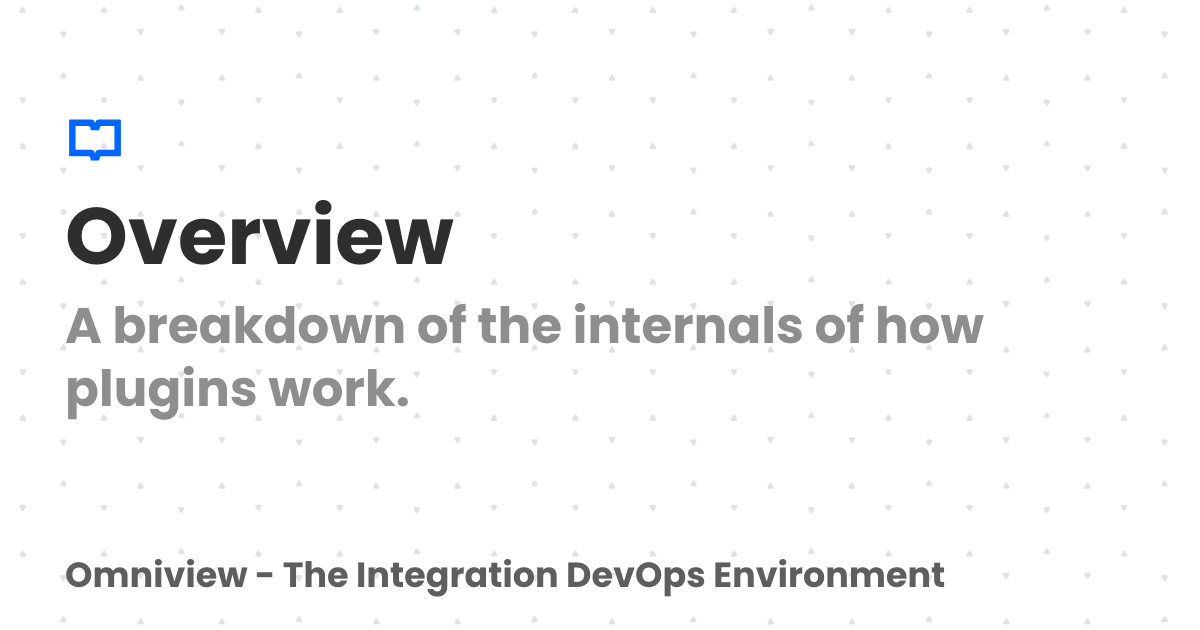 Overview
A breakdown of the internals of how
plugins work.
Omniview - The Integration DevOps Environment